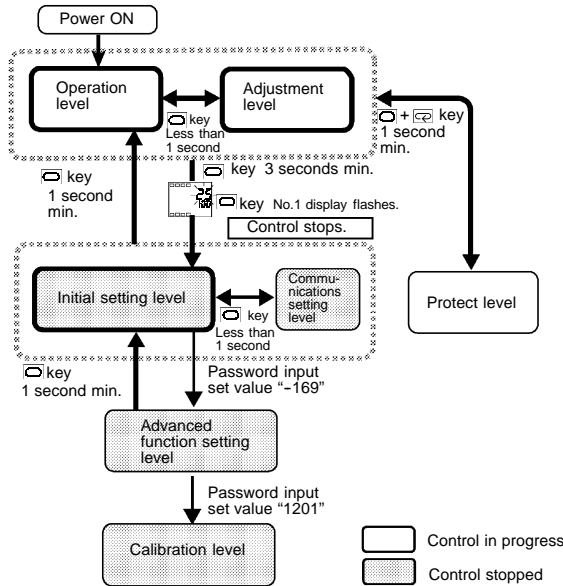 Power ON
Operation
level
Adjustment
level
key
Less than
1 second
+ key
1 second
min.
key
1 second
min.
key 3 seconds min.
25
100
key No.1 display flashes.
Control stops.
Initial setting level
Commu-
nications
setting
level
key
Less than
1 second
Protect level
key
1 second min.
Password input
set value “-169”
Advanced
function setting
level
Password input
set value “1201”
Calibration level
Control in progress
Control stopped